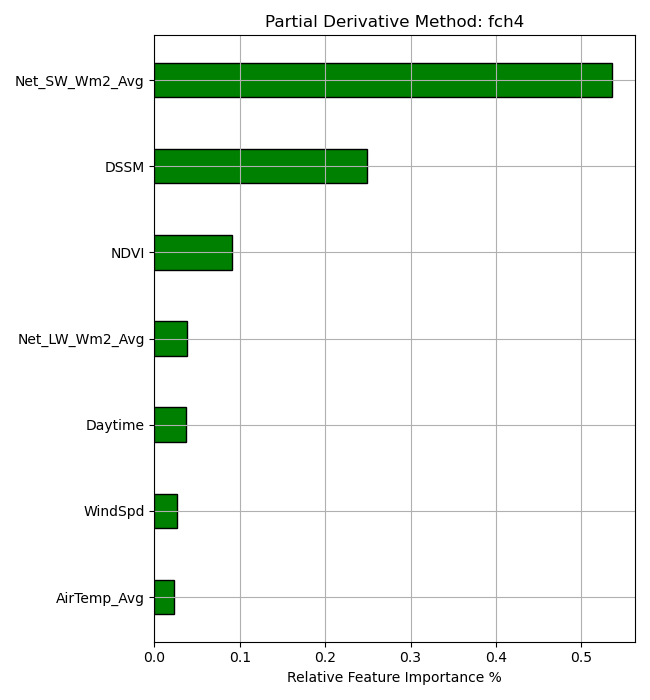 Partial Derivative Method: fch4
Net_SW_Wm2_Avg
DSSM
NDVI
Net_LW_Wm2_Avg
Daytime
WindSpd
AirTemp_Avg
0.0 0.1 0.2 0.3 0.4 0.5
Relative Feature Importance %